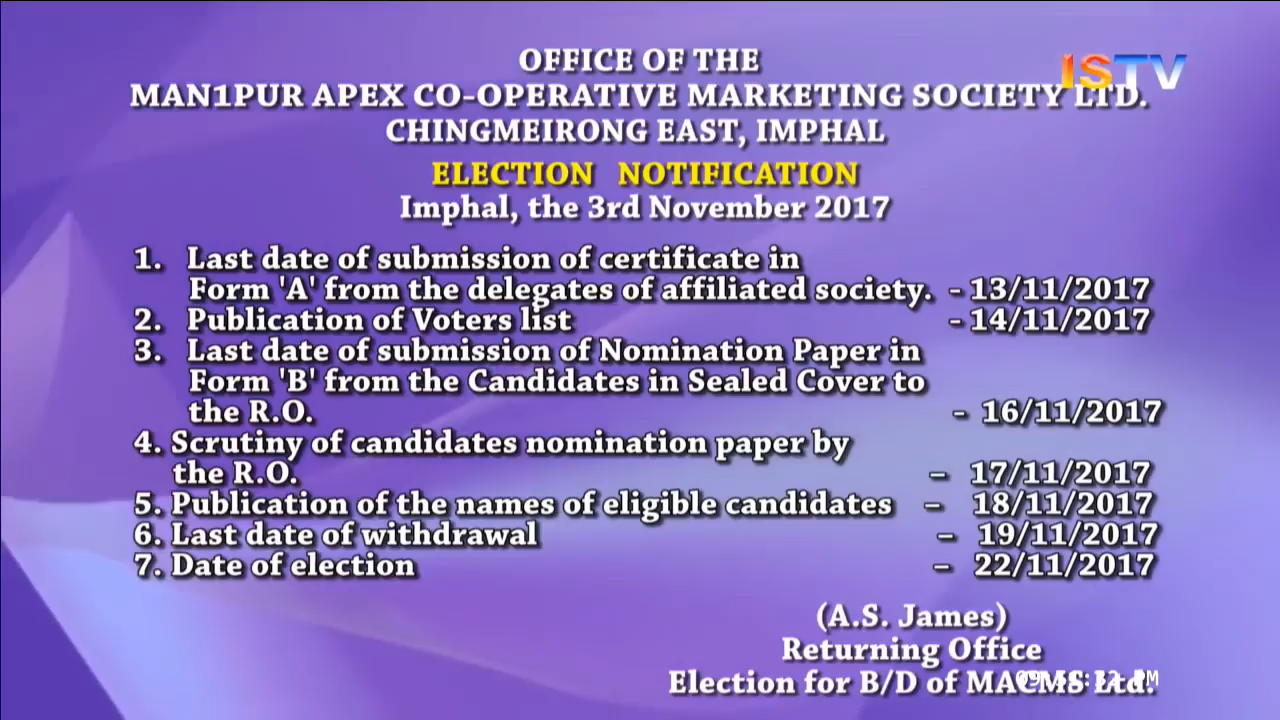 OFFICE OF THE
ISTV
MAN1PUR APEX CO-OPERATIVE MARKETING SOCIETY LTD.
CHINGMEIRONG EAST, IMPHAL
ELECTION NOTIFICATION
Imphal, the 3rd November 2017
1. Last date of submission of certificate in
Form 'A' from the delegates of affiliated society. - 13/11/2017
2. Publication of Voters list - 14/11/2017
3. Last date of submission of Nomination Paper in
Form 'B' from the Candidates in Sealed Cover to
the R.O. - 16/11/2017
4. Scrutiny of candidates nomination paper by
the R.O. – 17/11/2017
5. Publication of the names of eligible candidates – 18/11/2017
6. Last date of withdrawal – 19/11/2017
7. Date of election – 22/11/2017
(A.S. James)
Returning Office
Election for B/D of MACMS Ltd.
PM